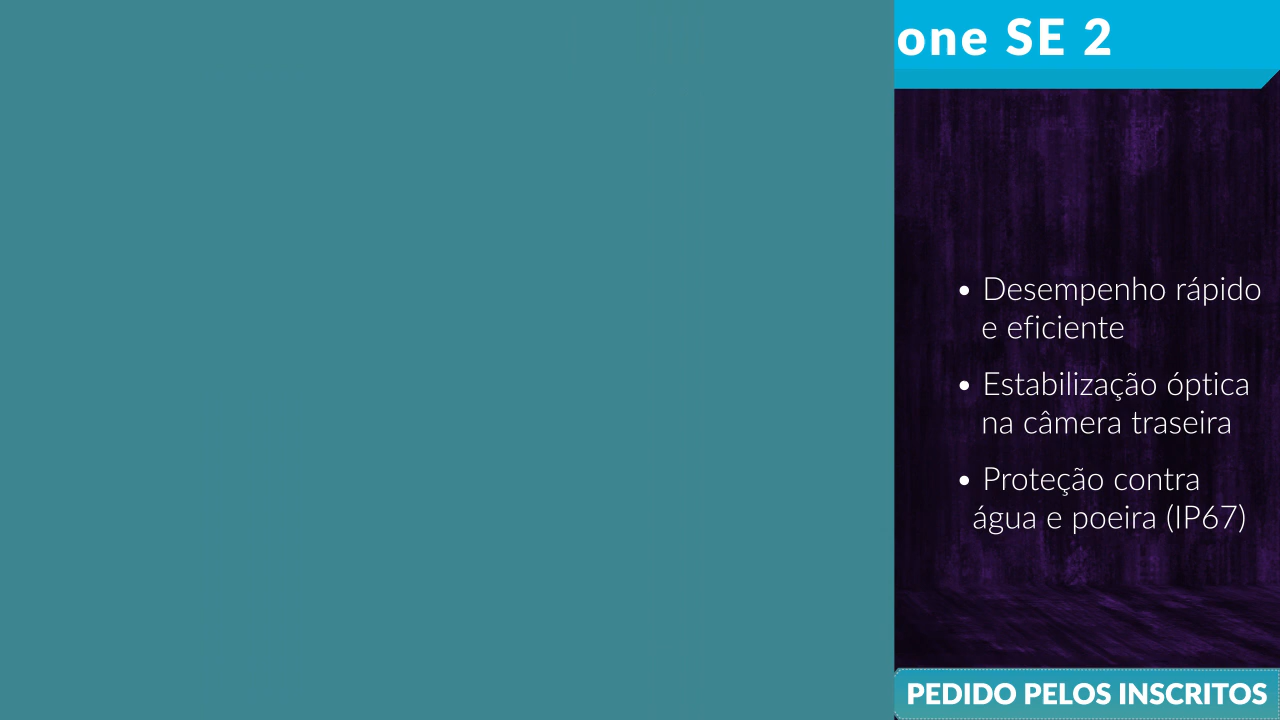 one SE 2
• Desempenho rápido
e eficiente
• Estabilização óptica
na câmera traseira
• Proteção contra
água e poeira (IP67)
PEDIDO PELOS INSCRITOS